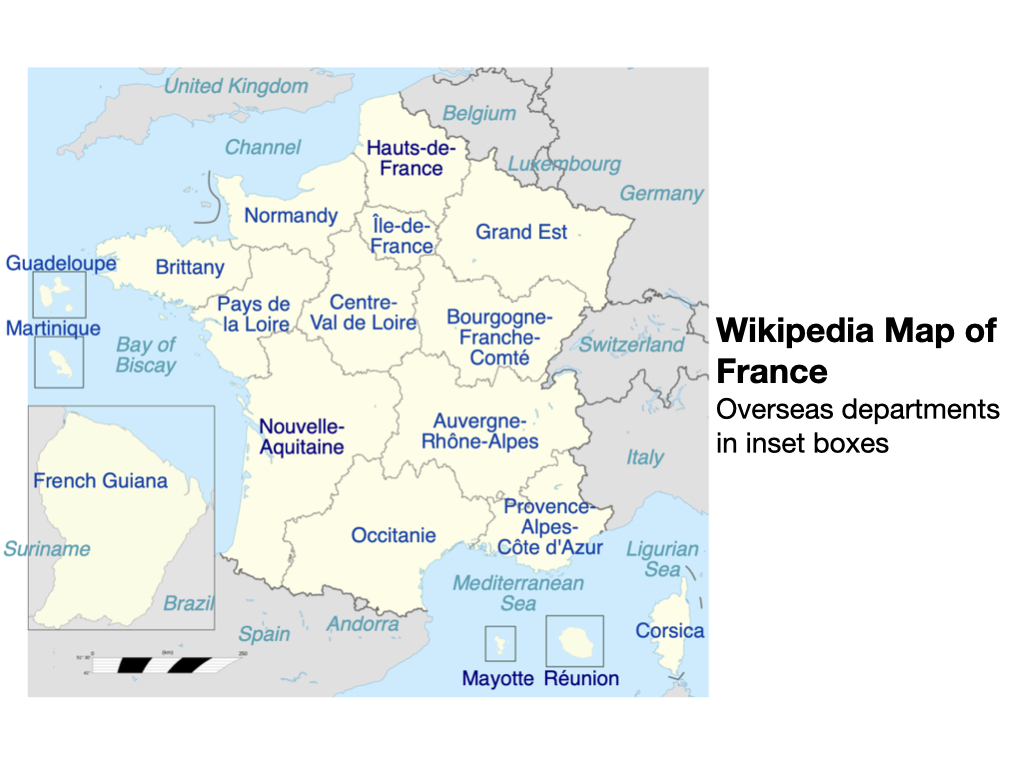 United Kingdom
Belgium
Channel
Hauts-de-
France
Luxembourg
Germany
Normandy
Île-de-
France
Grand Est
Guadeloupe
Brittany
Pays de
la Loire
Centre-
Val de Loire
Bourgogne-
Franche-
Comté
Martinique
Bay of
Biscay
Switzerland
Wikipedia Map of
France
Overseas departments
in inset boxes
Nouvelle-
Aquitaine
Auvergne-
Rhône-Alpes
Italy
French Guiana
Provence-
Alpes-
Côte d'Azur
Occitanie
Suriname
Ligurian
Sea
Mediterranean
Sea
Brazil
Spain
Andorra
Corsica
0 (km) 250
Mayotte Réunion